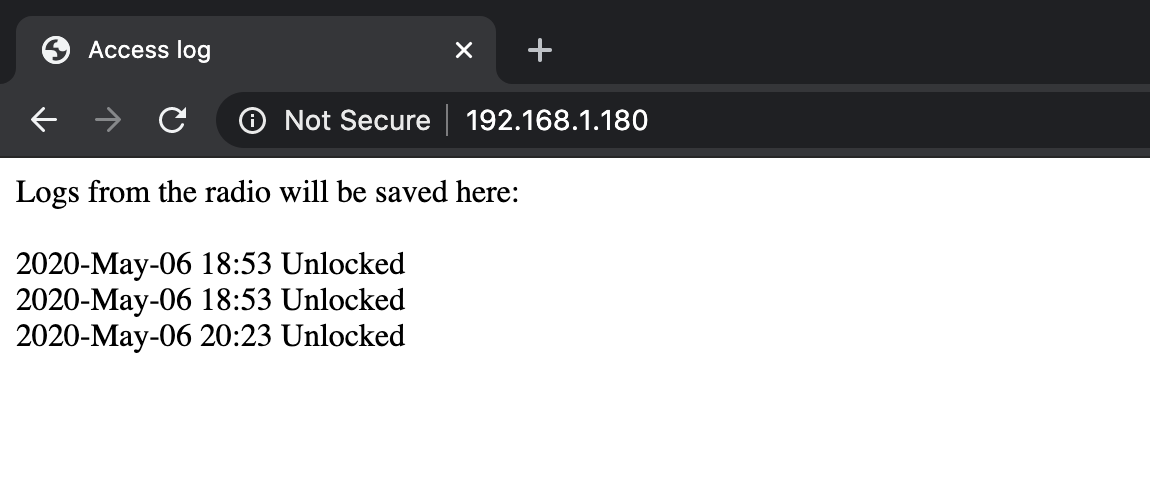 Access log
Not Secure 192.168.1.180
Logs from the radio will be saved here:
2020-May-06 18:53 Unlocked
2020-May-06 18:53 Unlocked
2020-May-06 20:23 Unlocked